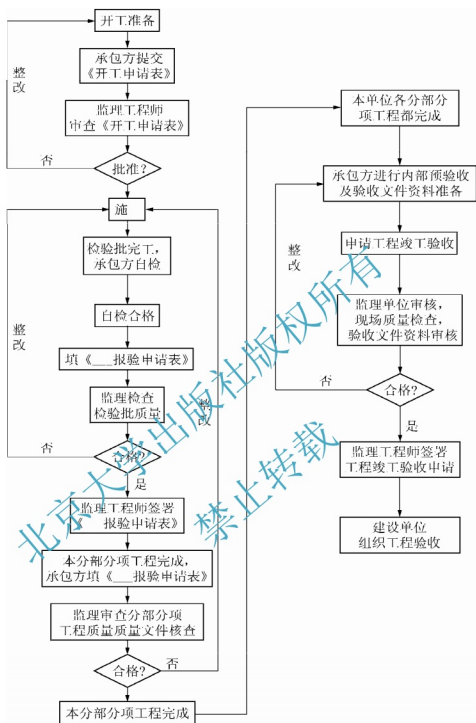 开工准备
承包方提交
《开工申请表》
监理工程师
审查《开工申请表》
整改
否
批准？
施
检验批完工，
承包方自检
自检合格
填《___报验申请表》
监理检查
检验批质量
整改
整改
否
合格？
是
监理工程师签署
《___报验申请表》
本分部分项工程完成，
承包方填《___报验申请表》
监理审查分部分项
工程质量质量文件核查
合格？
否
本分部分项工程完成
本单位各分部分
项工程都完成
承包方进行内部预验收
及验收文件资料准备
整改
申请工程竣工验收
监理单位审核，
现场质量检查，
验收文件资料审核
否
合格？
是
监理工程师签署
工程竣工验收申请
建设单位
组织工程验收
北京大学出版社版权所有
禁止转载